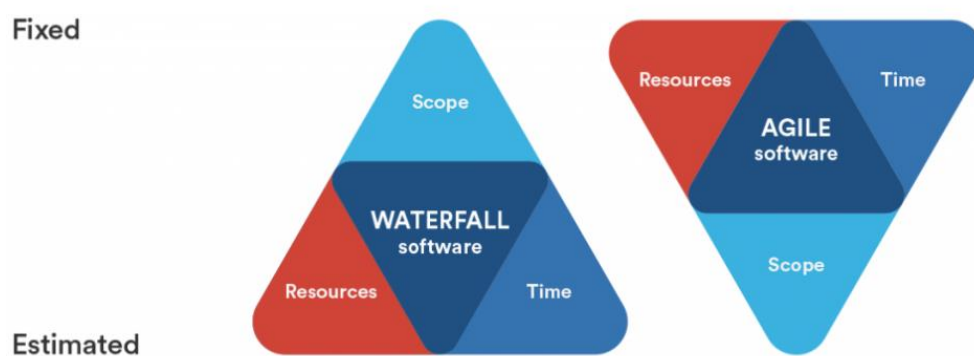 Fixed
Scope
WATERFALL
software
Resources
Time
Resources
Time
AGILE
software
Scope
Estimated